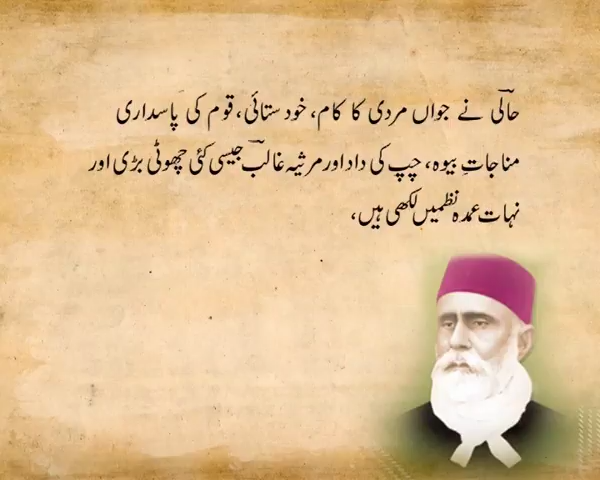 حالیؔ نے جواں مردی کا کام، خود ستائی، قوم کی پاسداری
مناجاتِ بیوہ، چپ کی داد اور مرثیہ غالبؔ جیسی کئی چھوٹی بڑی اور
نہات عمدہ نظمیں لکھی ہیں،